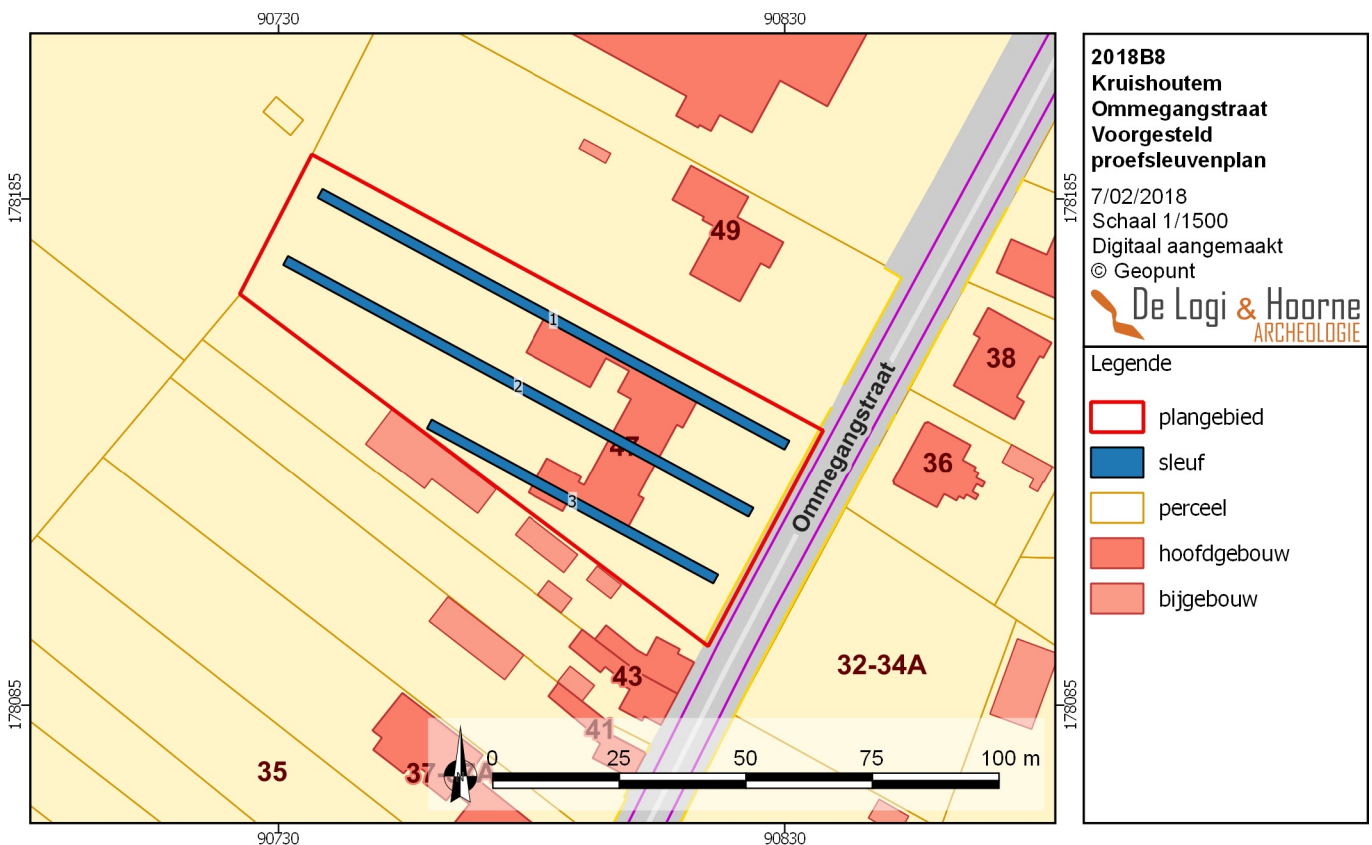 90730
90830
178185
178185
178085
178085
90730
90830
49
1
2
47
3
38
36
Ommegangstraat
32-34A
43
41
35
37-37A
N
0
25
50
75
100 m
2018B8
Kruishoutem
Ommegangstraat
Voorgesteld
proefsleuvenplan
7/02/2018
Schaal 1/1500
Digitaal aangemaakt
© Geopunt
De Logi & Hoorne
ARCHEOLOGIE
Legende
plangebied
sleuf
perceel
hoofdgebouw
bijgebouw